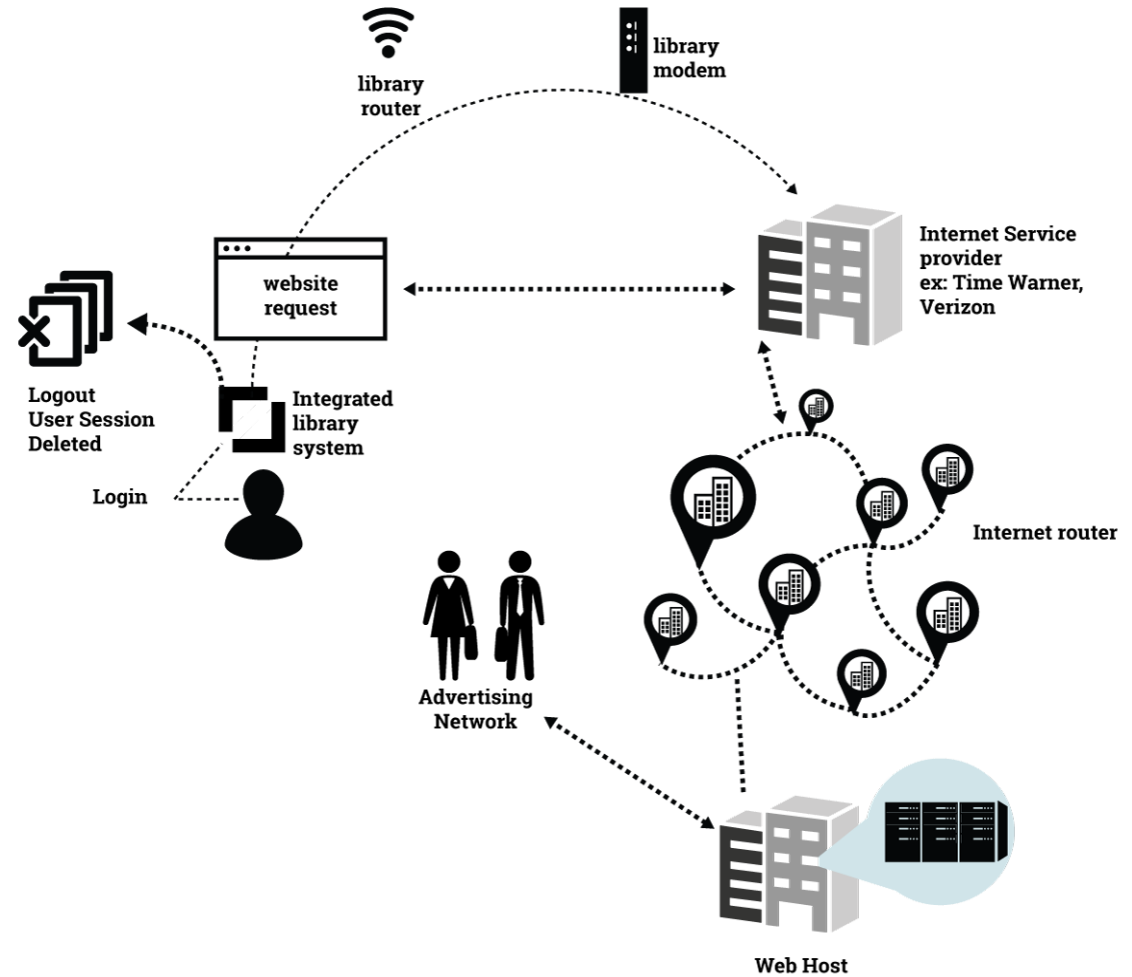 library
router
library
modem
website
request
Internet Service
provider
ex: Time Warner,
Verizon
Logout
User Session
Deleted
Integrated
library
system
Login
Internet router
Advertising
Network
Web Host